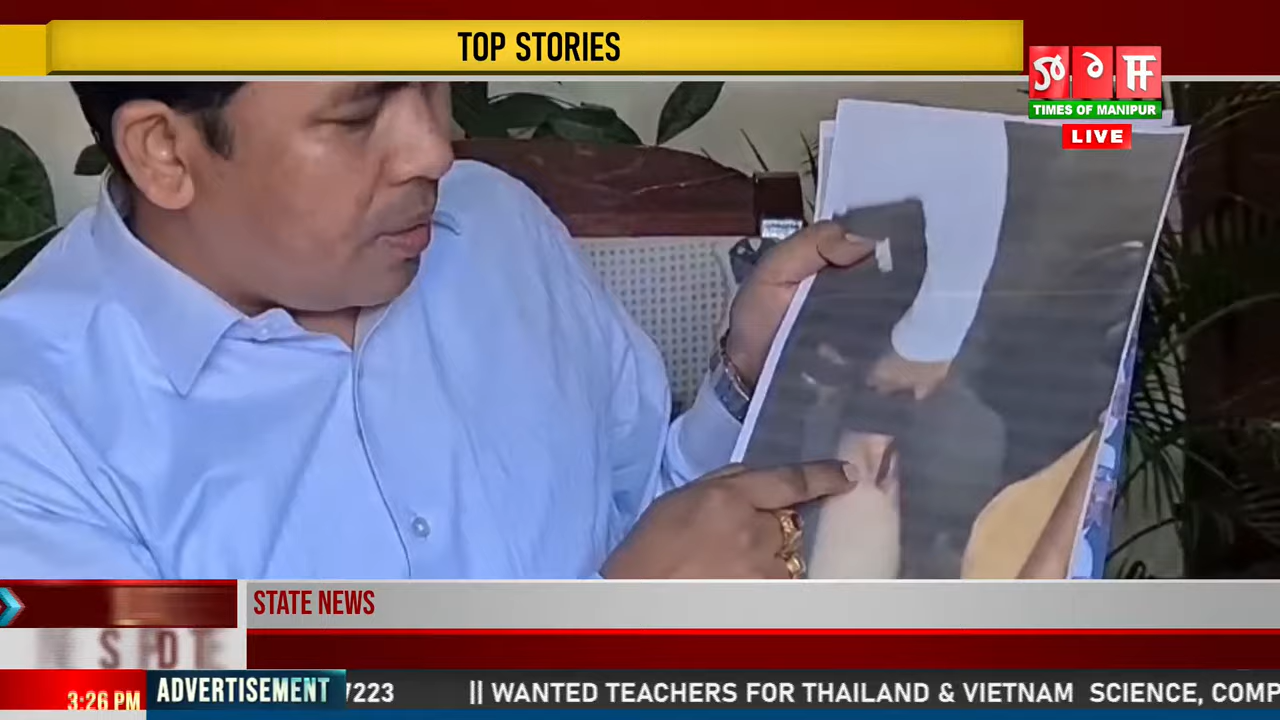 TOP STORIES
TIMES OF MANIPUR
LIVE
STATE NEWS
3:26 PM
ADVERTISEMENT
/223 || WANTED TEACHERS FOR THAILAND & VIETNAM SCIENCE, COMP